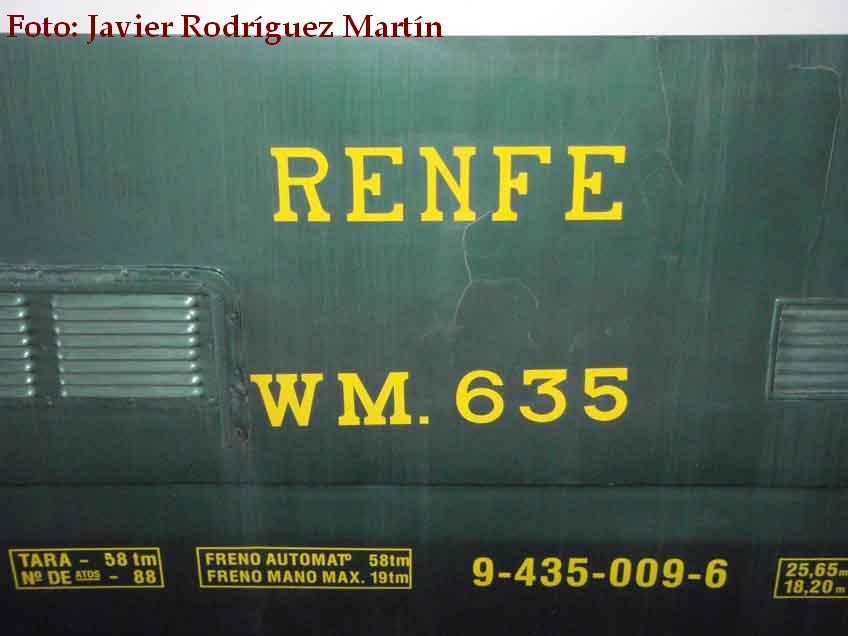 Foto: Javier Rodríguez Martín
RENFE
WM. 635
TARA - 58 tm
Nº DE ATOS - 88
FRENO AUTOMATº 58tm
FRENO MANO MAX. 19tm
9-435-009-6
25,65m
18,20m